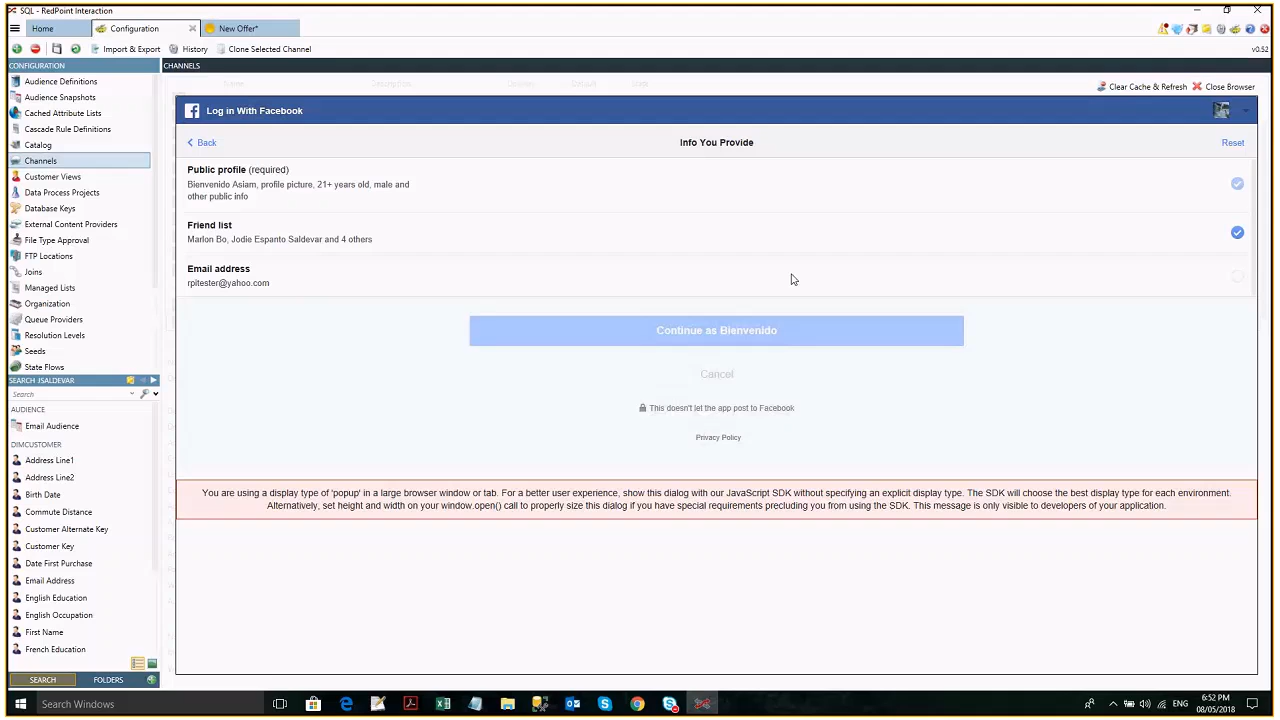 SQL - RedPoint Interaction
Home
Configuration
New Offer*
Import & Export
History
Clone Selected Channel
v0.52
CONFIGURATION
CHANNELS
Audience Definitions
Audience Snapshots
Cached Attribute Lists
Cascade Rule Definitions
Catalog
Channels
Customer Views
Data Process Projects
Database Keys
External Content Providers
File Type Approval
FTP Locations
Joins
Managed Lists
Organization
Queue Providers
Resolution Levels
Seeds
State Flows
SEARCH JSALDEVAR
Search
AUDIENCE
Email Audience
DIMCUSTOMER
Address Line1
Address Line2
Birth Date
Commute Distance
Customer Alternate Key
Customer Key
Date First Purchase
Email Address
English Education
English Occupation
First Name
French Education
SEARCH
FOLDERS
Clear Cache & Refresh
Close Browser
Log in With Facebook
Back
Info You Provide
Reset
Public profile (required)
Bienvenido Asiam, profile picture, 21+ years old, male and
other public info
Friend list
Marlon Bo, Jodie Espanto Saldevar and 4 others
Email address
rpitester@yahoo.com
Continue as Bienvenido
Cancel
This doesn't let the app post to Facebook
Privacy Policy
You are using a display type of 'popup' in a large browser window or tab. For a better user experience, show this dialog with our JavaScript SDK without specifying an explicit display type. The SDK will choose the best display type for each environment.
Alternatively, set height and width on your window.open() call to properly size this dialog if you have special requirements precluding you from using the SDK. This message is only visible to developers of your application.
Search Windows
ENG
6:52 PM
08/05/2018